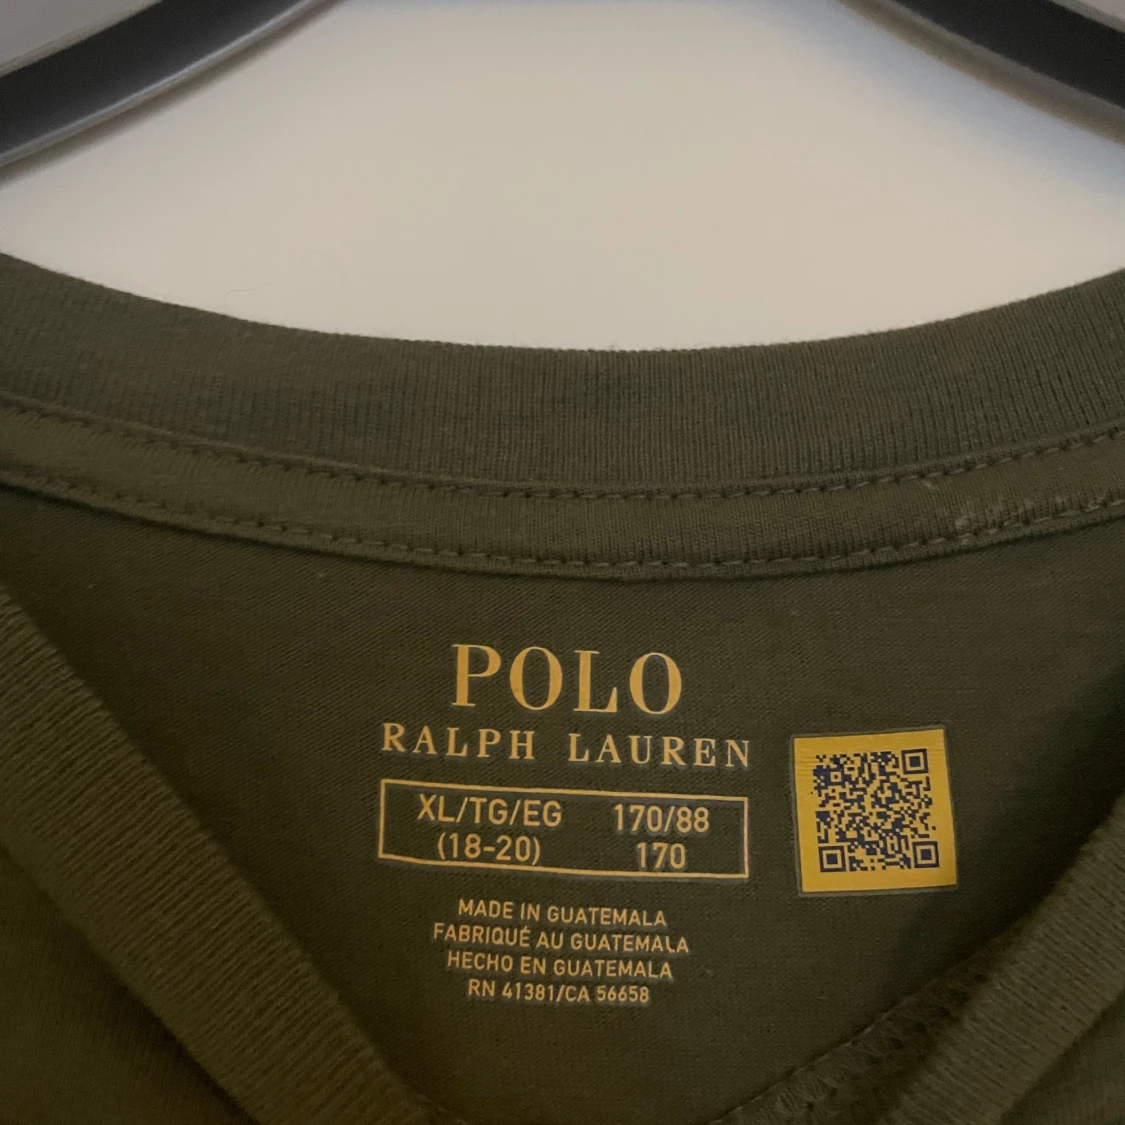 POLO
RALPH LAUREN
XL/TG/EG 170/88
(18-20) 170
MADE IN GUATEMALA
FABRIQUÉ AU GUATEMALA
HECHO EN GUATEMALA
RN 41381/CA 56658